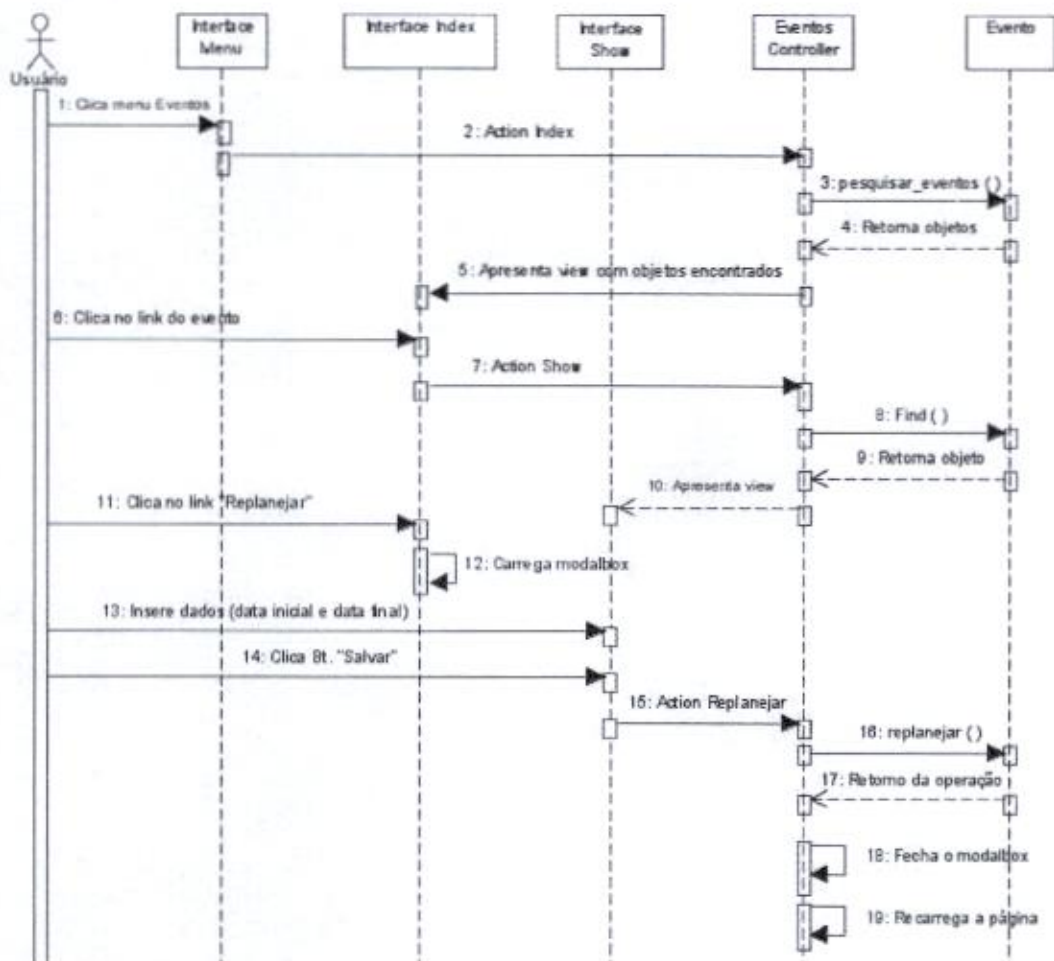 Interface
Menu
Interface Index
Interface
Show
Eventos
Controller
Evento
Usuário
1: Clica menu Eventos
2: Action Index
3: pesquisar_eventos ( )
4: Retorna objetos
5: Apresenta view com objetos encontrados
6: Clica no link do evento
7: Action Show
8: Find ( )
9: Retorna objeto
10: Apresenta view
11: Clica no link "Replanejar"
12: Carrega modalbox
13: Insere dados (data inicial e data final)
14: Clica Bt. "Salvar"
15: Action Replanejar
16: replanejar ( )
17: Retorno da operação
18: Fecha o modalbox
19: Recarrega a página